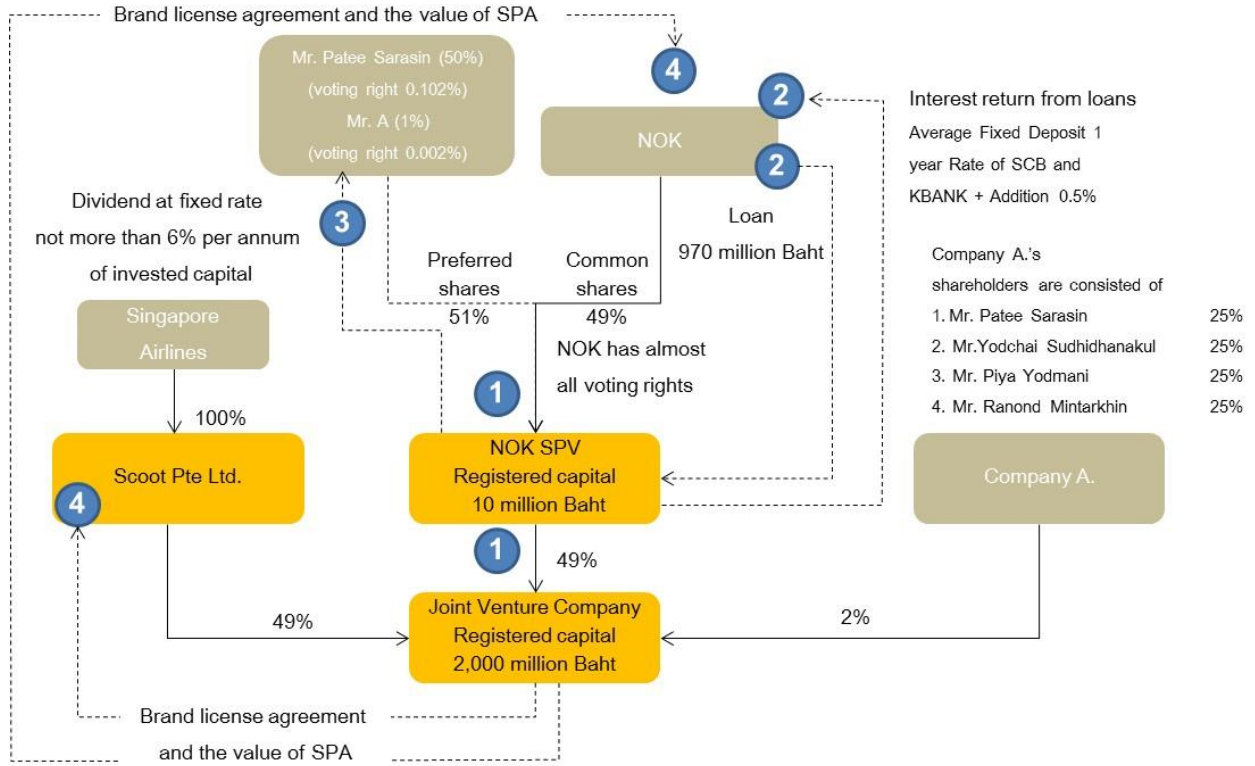 Brand license agreement and the value of SPA
Mr. Patee Sarasin (50%)
(voting right 0.102%)
Mr. A (1%)
(voting right 0.002%)
4
2
NOK
2
Interest return from loans
Average Fixed Deposit 1
year Rate of SCB and
KBANK + Addition 0.5%
Dividend at fixed rate
not more than 6% per annum
of invested capital
3
Loan
970 million Baht
Preferred
shares
51%
Common
shares
49%
NOK has almost
all voting rights
Company A.'s
shareholders are consisted of
1. Mr. Patee Sarasin 25%
2. Mr.Yodchai Sudhidhanakul 25%
3. Mr. Piya Yodmani 25%
4. Mr. Ranond Mintarkhin 25%
Singapore
Airlines
100%
1
Scoot Pte Ltd.
4
NOK SPV
Registered capital
10 million Baht
Company A.
1
49%
49%
Joint Venture Company
Registered capital
2,000 million Baht
2%
Brand license agreement
and the value of SPA